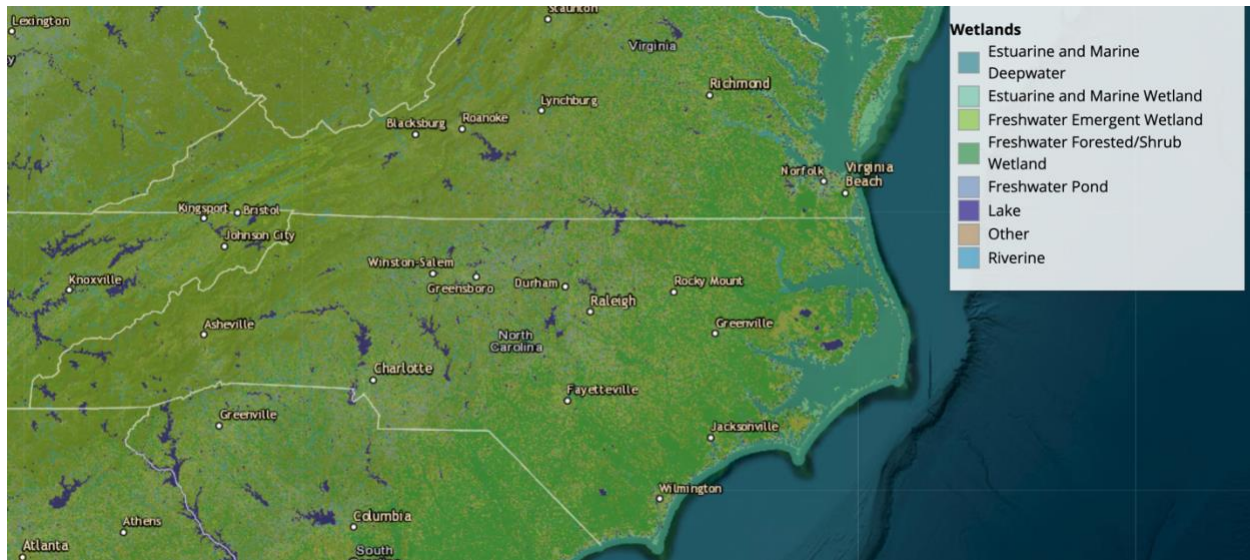 Lexington
Staunton
Virginia
Richmond
Lynchburg
Blacksburg
Roanoke
Norfolk
Virginia
Beach
Kingsport
Bristol
Johnson City
Knoxville
Winston-Salem
Greensboro
Durham
Raleigh
Rocky Mount
Asheville
North
Carolina
Greenville
Charlotte
Fayetteville
Greenville
Jacksonville
Wilmington
Athens
Columbia
Atlanta
South
Wetlands
Estuarine and Marine
Deepwater
Estuarine and Marine Wetland
Freshwater Emergent Wetland
Freshwater Forested/Shrub
Wetland
Freshwater Pond
Lake
Other
Riverine